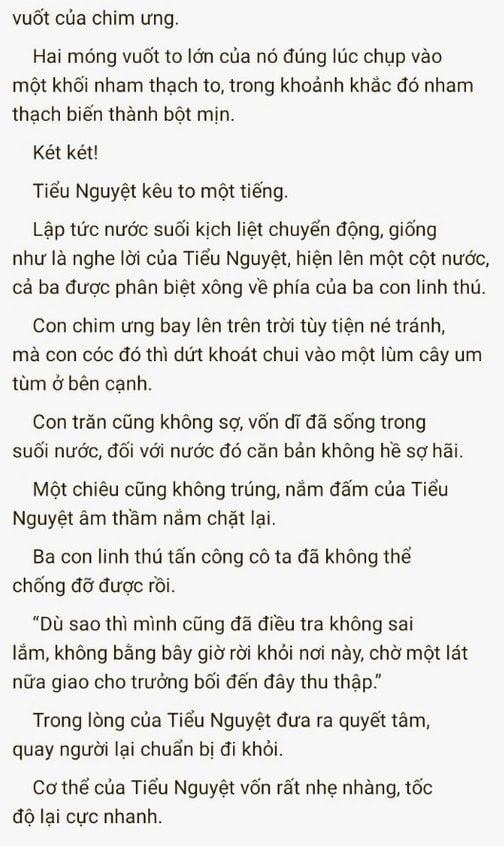 vuốt của chim ưng.
Hai móng vuốt to lớn của nó đúng lúc chụp vào
một khối nham thạch to, trong khoảnh khắc đó nham
thạch biến thành bột mịn.
Két két!
Tiểu Nguyệt kêu to một tiếng.
Lập tức nước suối kịch liệt chuyển động, giống
như là nghe lời của Tiểu Nguyệt, hiện lên một cột nước,
cả ba được phân biệt xông về phía của ba con linh thú.
Con chim ưng bay lên trên trời tùy tiện né tránh,
mà con cóc đó thì dứt khoát chui vào một lùm cây um
tùm ở bên cạnh.
Con trăn cũng không sợ, vốn dĩ đã sống trong
suối nước, đối với nước đó căn bản không hề sợ hãi.
Một chiêu cũng không trúng, nắm đấm của Tiểu
Nguyệt âm thầm nắm chặt lại.
Ba con linh thú tấn công cô ta đã không thể
chống đỡ được rồi.
“Dù sao thì mình cũng đã điều tra không sai
lắm, không bằng bây giờ rời khỏi nơi này, chờ một lát
nữa giao cho trưởng bối đến đây thu thập.”
Trong lòng của Tiểu Nguyệt đưa ra quyết tâm,
quay người lại chuẩn bị đi khỏi.
Cơ thể của Tiểu Nguyệt vốn rất nhẹ nhàng, tốc
độ lại cực nhanh.